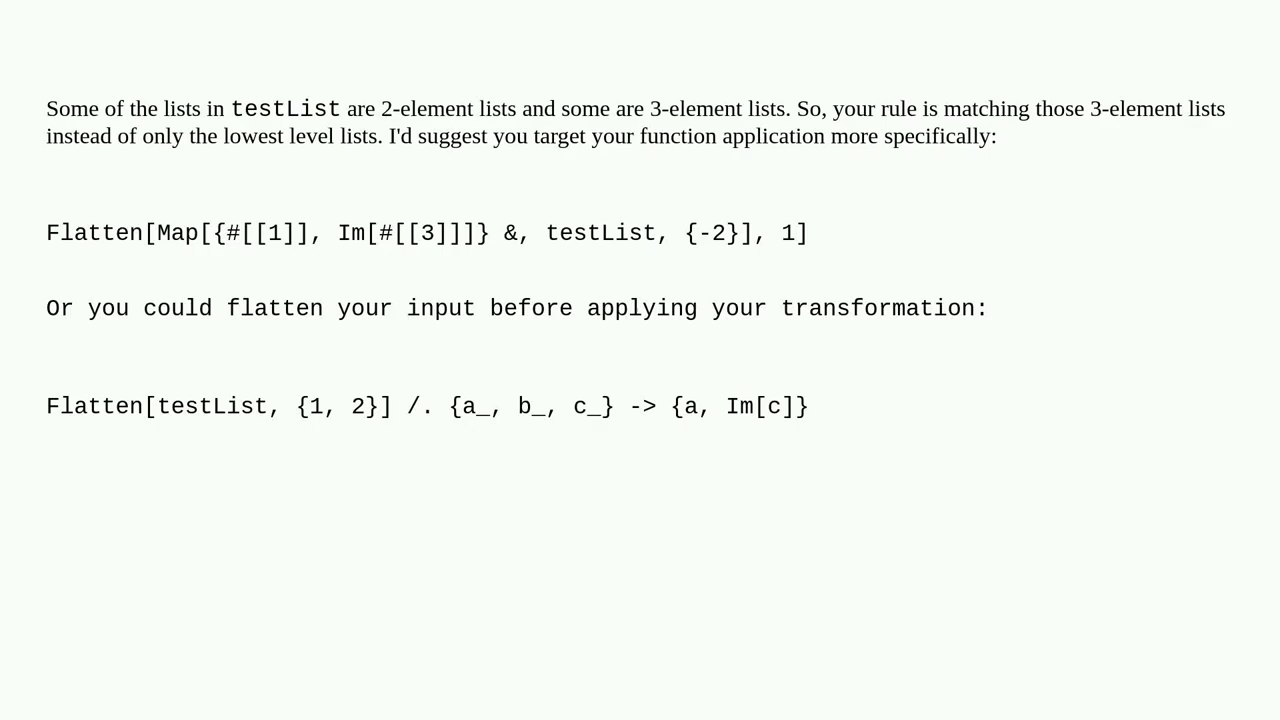 Some of the lists in testList are 2-element lists and some are 3-element lists. So, your rule is matching those 3-element lists
instead of only the lowest level lists. I'd suggest you target your function application more specifically:
Flatten[Map[{#[[1]], Im[#[[3]]]} &, testList, {-2}], 1]
Or you could flatten your input before applying your transformation:
Flatten[testList, {1, 2}] /. {a_, b_, c_} -> {a, Im[c]}